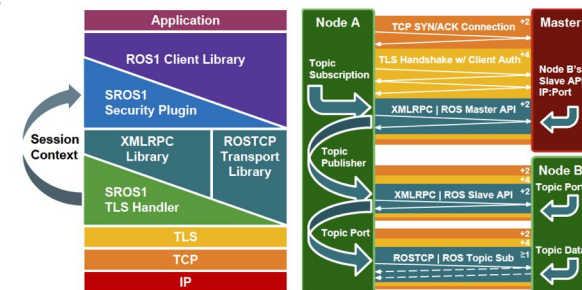 Application
ROS1 Client Library
SROS1
Security Plugin
Session
Context
XMLRPC
Library
ROSTCP
Transport
Library
SROS1
TLS Handler
TLS
TCP
IP
Node A
Topic
Subscription
Topic
Publisher
Topic Port
TCP SYN/ACK Connection
+2
TLS Handshake w/ Client Auth
+4
XMLRPC | ROS Master API
+2
Master
Node B's
Slave API
IP:Port
+2
+4
XMLRPC | ROS Slave API
+2
Node B
Topic Port
+2
+4
ROSTCP | ROS Topic Sub
≥1
Topic Data